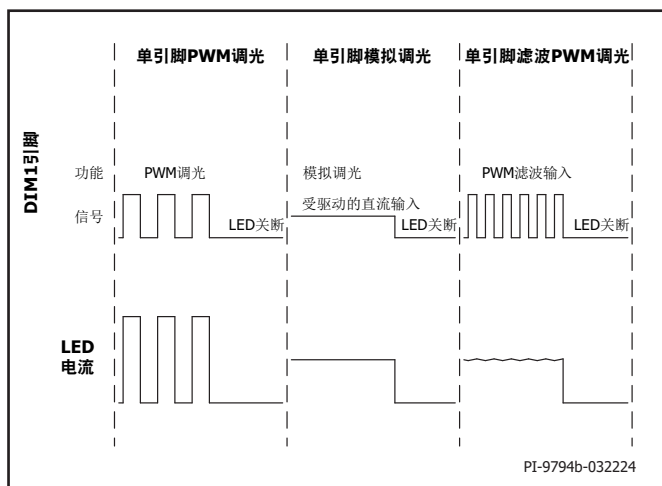 单引脚PWM调光
单引脚模拟调光
单引脚滤波PWM调光
DIM1引脚
功能
PWM调光
模拟调光
PWM滤波输入
信号
LED关断
受驱动的直流输入
LED关断
LED关断
LED
电流
PI-9794b-032224